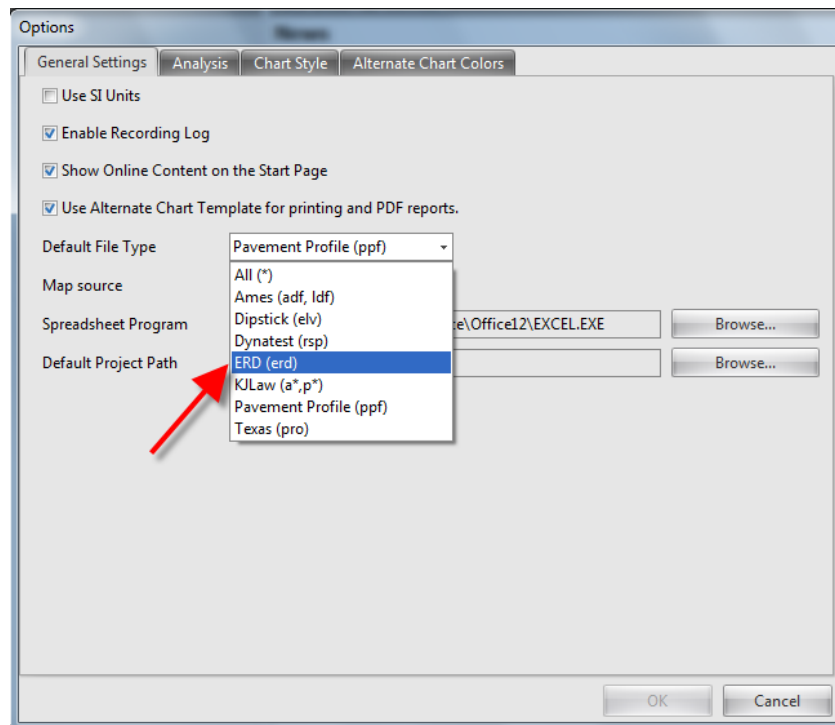 Options
General Settings Analysis Chart Style Alternate Chart Colors
Use SI Units
Enable Recording Log
Show Online Content on the Start Page
Use Alternate Chart Template for printing and PDF reports.
Default File Type Pavement Profile (ppf)
All (*)
Map source
Ames (adf, ldf)
Dipstick (elv)
Spreadsheet Program \Office12\EXCEL.EXE Browse...
Dynatest (rsp)
Default Project Path ERD (erd) Browse...
KJLaw (a*,p*)
Pavement Profile (ppf)
Texas (pro)
OK Cancel